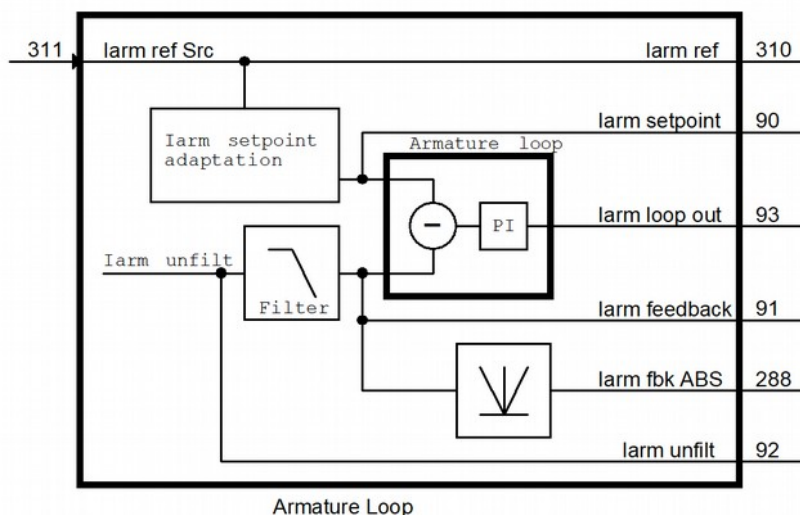 311 Iarm ref Src Iarm ref 310
Iarm setpoint 90
Iarm setpoint
adaptation
Armature loop
Iarm loop out 93
PI
Iarm unfilt
Filter
Iarm feedback 91
Iarm fbk ABS 288
Iarm unfilt 92
Armature Loop